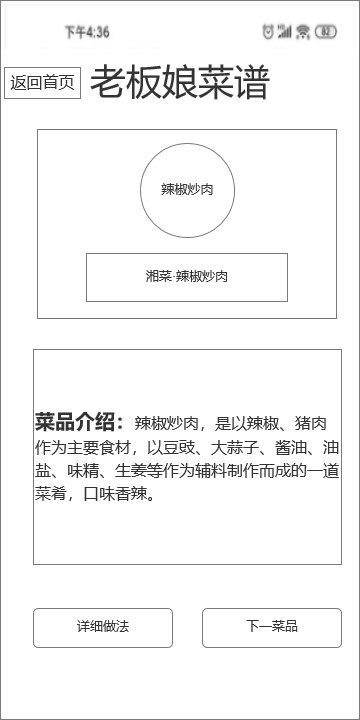 下午4:36
82
返回首页
老板娘菜谱
辣椒炒肉
湘菜·辣椒炒肉
菜品介绍：辣椒炒肉，是以辣椒、猪肉
作为主要食材，以豆豉、大蒜子、酱油、油
盐、味精、生姜等作为辅料制作而成的一道
菜肴，口味香辣。
详细做法
下一菜品